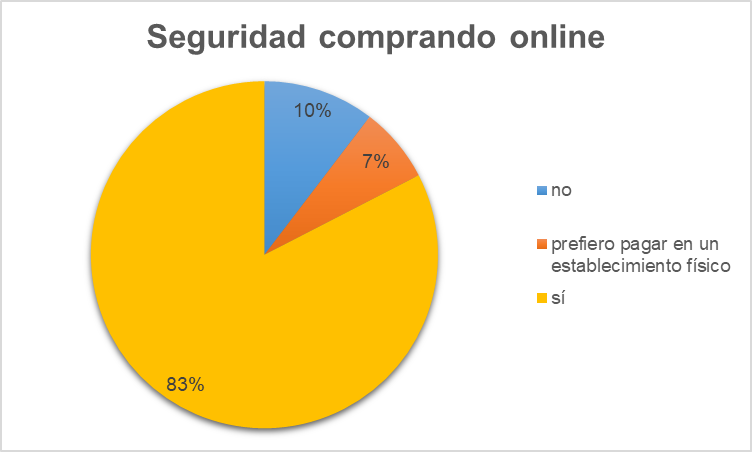 Seguridad comprando online
10%
7%
83%
no
prefiero pagar en un
establecimiento físico
sí